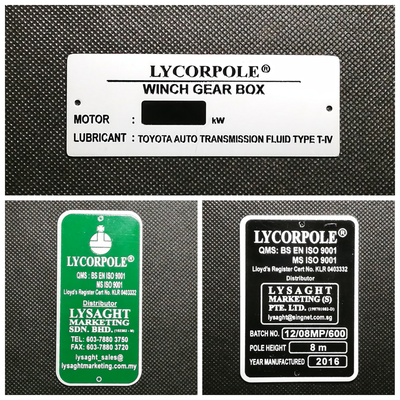 LYCORPOLE®
WINCH GEAR BOX
MOTOR : kW
LUBRICANT : TOYOTA AUTO TRANSMISSION FLUID TYPE T-IV
LYCORPOLE®
QMS: BS EN ISO 9001
MS ISO 9001
Lloyd's Register Cert No. KLR 0403332
Distributor
LYSAGHT
MARKETING
SDN. BHD.
TEL: 603-7880 3750
FAX: 603-7880 3720
lysaght_sales@
lysaghtmarketing.com.my
LYCORPOLE®
QMS: BS EN ISO 9001
MS ISO 9001
Lloyd's Register Cert No. KLR 0403332
Distributor
LYSAGHT
MARKETING (S)
PTE. LTD.
lysaght@singnet.com.sg
BATCH NO. 12/08MP/600
POLE HEIGHT 8 m
YEAR MANUFACTURED 2016